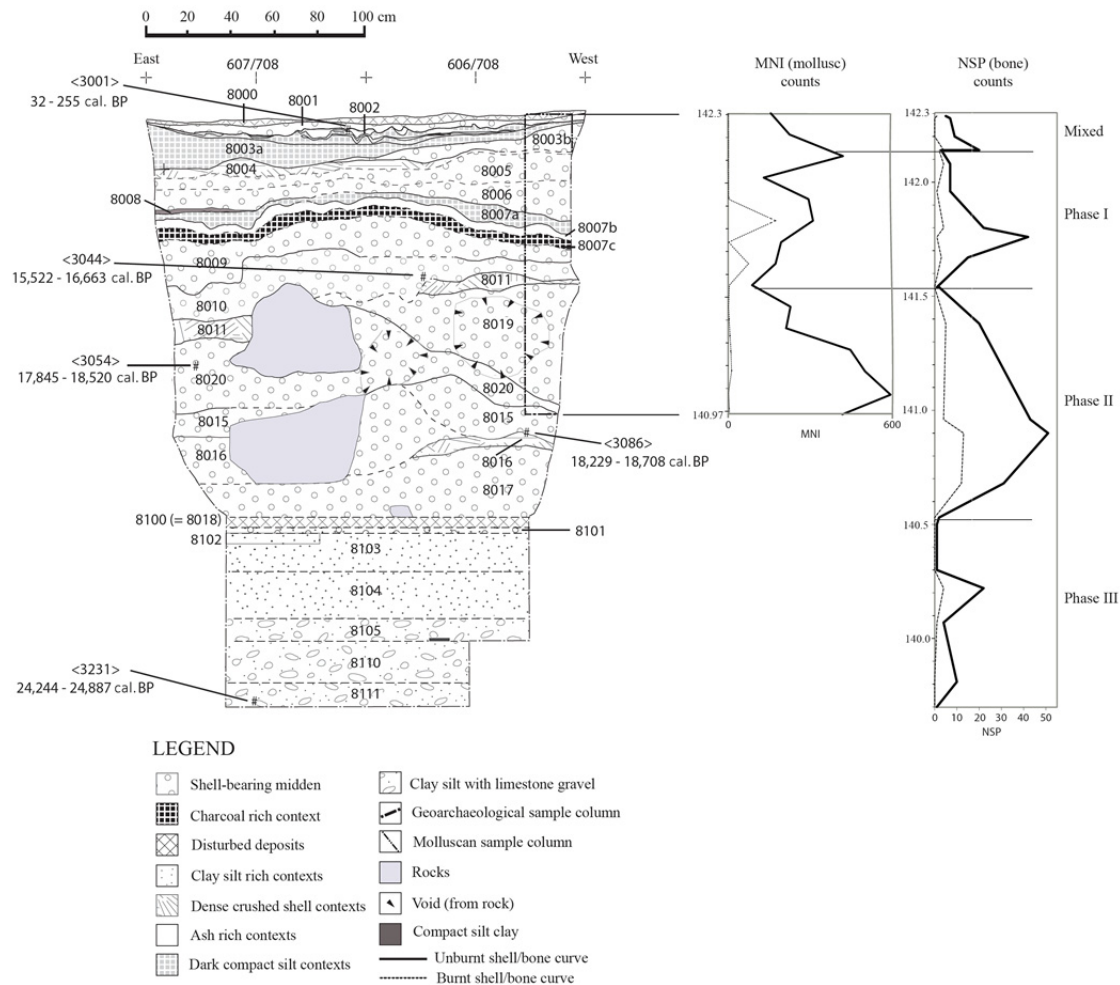 0 20 40 60 80 100 cm
East 607/708 606/708 West
<3001>
32 - 255 cal. BP
8000
8001
8002
8003a
8003b
8004
8005
8006
8008
8007a
8007b
8007c
8009
<3044>
15,522 - 16,663 cal. BP
8011
8010
8011
8019
<3054>
17,845 - 18,520 cal. BP
8020
8020
8015
8015
8016
8016
<3086>
18,229 - 18,708 cal. BP
8017
8100 (= 8018)
8101
8102
8103
8104
8105
8110
<3231>
24,244 - 24,887 cal. BP
8111
MNI (mollusc)
counts
142.3
141.5
140.97
0 600
MNI
NSP (bone)
counts
142.3
142.0
141.5
141.0
140.5
140.0
0 10 20 30 40 50
NSP
Mixed
Phase I
Phase II
Phase III
LEGEND
Shell-bearing midden
Charcoal rich context
Disturbed deposits
Clay silt rich contexts
Dense crushed shell contexts
Ash rich contexts
Dark compact silt contexts
Clay silt with limestone gravel
Geoarchaeological sample column
Molluscan sample column
Rocks
Void (from rock)
Compact silt clay
Unburnt shell/bone curve
Burnt shell/bone curve